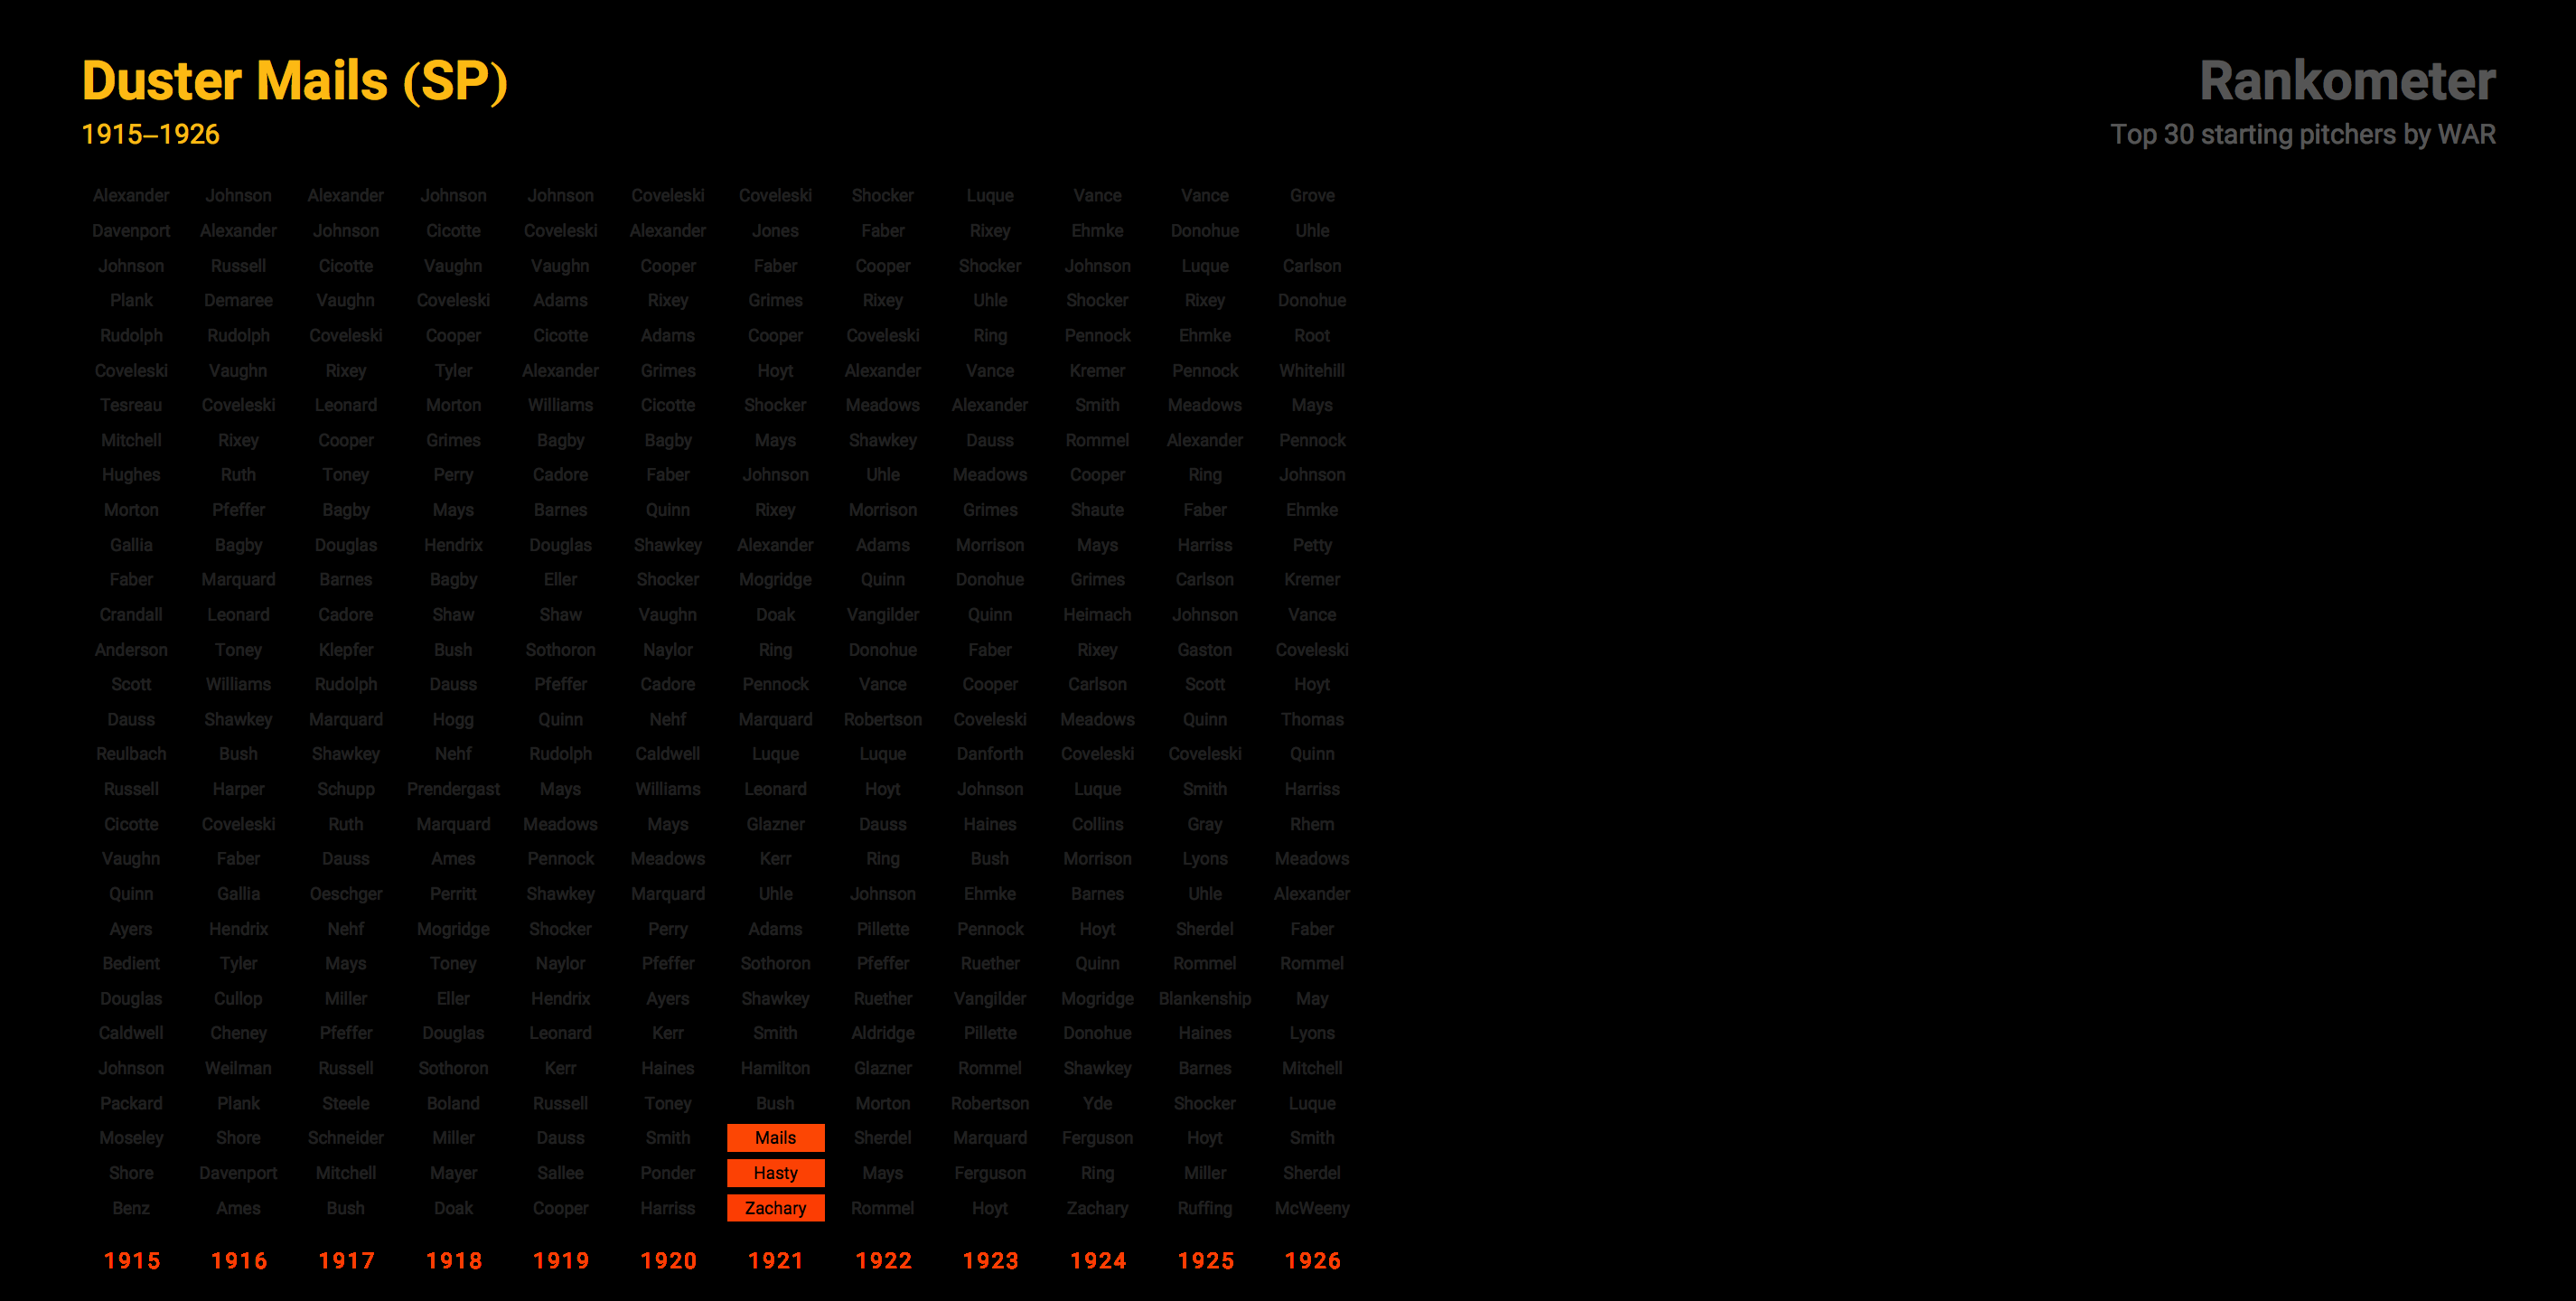 Duster Mails (SP)
1915–1926
Rankometer
Top 30 starting pitchers by WAR
Alexander Johnson Alexander Johnson Johnson Coveleski Coveleski Shocker Luque Vance Vance Grove
Davenport Alexander Johnson Cicotte Coveleski Alexander Jones Faber Rixey Ehmke Donohue Uhle
Johnson Russell Cicotte Vaughn Vaughn Cooper Faber Cooper Shocker Johnson Luque Carlson
Plank Demaree Vaughn Coveleski Adams Rixey Grimes Rixey Uhle Shocker Rixey Donohue
Rudolph Rudolph Coveleski Cooper Cicotte Adams Cooper Coveleski Ring Pennock Ehmke Root
Coveleski Vaughn Rixey Tyler Alexander Grimes Hoyt Alexander Vance Kremer Pennock Whitehill
Tesreau Coveleski Leonard Morton Williams Cicotte Shocker Meadows Alexander Smith Meadows Mays
Mitchell Rixey Cooper Grimes Bagby Bagby Mays Shawkey Dauss Rommel Alexander Pennock
Hughes Ruth Toney Perry Cadore Faber Johnson Uhle Meadows Cooper Ring Johnson
Morton Pfeffer Bagby Mays Barnes Quinn Rixey Morrison Grimes Shaute Faber Ehmke
Gallia Bagby Douglas Hendrix Douglas Shawkey Alexander Adams Morrison Mays Harriss Petty
Faber Marquard Barnes Bagby Eller Shocker Mogridge Quinn Donohue Grimes Carlson Kremer
Crandall Leonard Cadore Shaw Shaw Vaughn Doak Vangilder Quinn Heimach Johnson Vance
Anderson Toney Klepfer Bush Sothoron Naylor Ring Donohue Faber Rixey Gaston Coveleski
Scott Williams Rudolph Dauss Pfeffer Cadore Pennock Vance Cooper Carlson Scott Hoyt
Dauss Shawkey Marquard Hogg Quinn Nehf Marquard Robertson Coveleski Meadows Quinn Thomas
Reulbach Bush Shawkey Nehf Rudolph Caldwell Luque Luque Danforth Coveleski Coveleski Quinn
Russell Harper Schupp Prendergast Mays Williams Leonard Hoyt Johnson Luque Smith Harriss
Cicotte Coveleski Ruth Marquard Meadows Mays Glazner Dauss Haines Collins Gray Rhem
Vaughn Faber Dauss Ames Pennock Meadows Kerr Ring Bush Morrison Lyons Meadows
Quinn Gallia Oeschger Perritt Shawkey Marquard Uhle Johnson Ehmke Barnes Uhle Alexander
Ayers Hendrix Nehf Mogridge Shocker Perry Adams Pillette Pennock Hoyt Sherdel Faber
Bedient Tyler Mays Toney Naylor Pfeffer Sothoron Pfeffer Ruether Quinn Rommel Rommel
Douglas Cullop Miller Eller Hendrix Ayers Shawkey Ruether Vangilder Mogridge Blankenship May
Caldwell Cheney Pfeffer Douglas Leonard Kerr Smith Aldridge Pillette Donohue Haines Lyons
Johnson Weilman Russell Sothoron Kerr Haines Hamilton Glazner Rommel Shawkey Barnes Mitchell
Packard Plank Steele Boland Russell Toney Bush Morton Robertson Yde Shocker Luque
Moseley Shore Schneider Miller Dauss Smith Mails Sherdel Marquard Ferguson Hoyt Smith
Shore Davenport Mitchell Mayer Sallee Ponder Hasty Mays Ferguson Ring Miller Sherdel
Benz Ames Bush Doak Cooper Harriss Zachary Rommel Hoyt Zachary Ruffing McWeeny
1915 1916 1917 1918 1919 1920 1921 1922 1923 1924 1925 1926